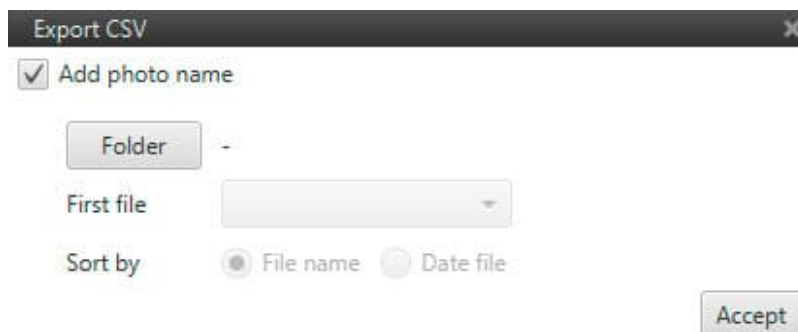 Export CSV
Add photo name
Folder -
First file
Sort by File name Date file
Accept